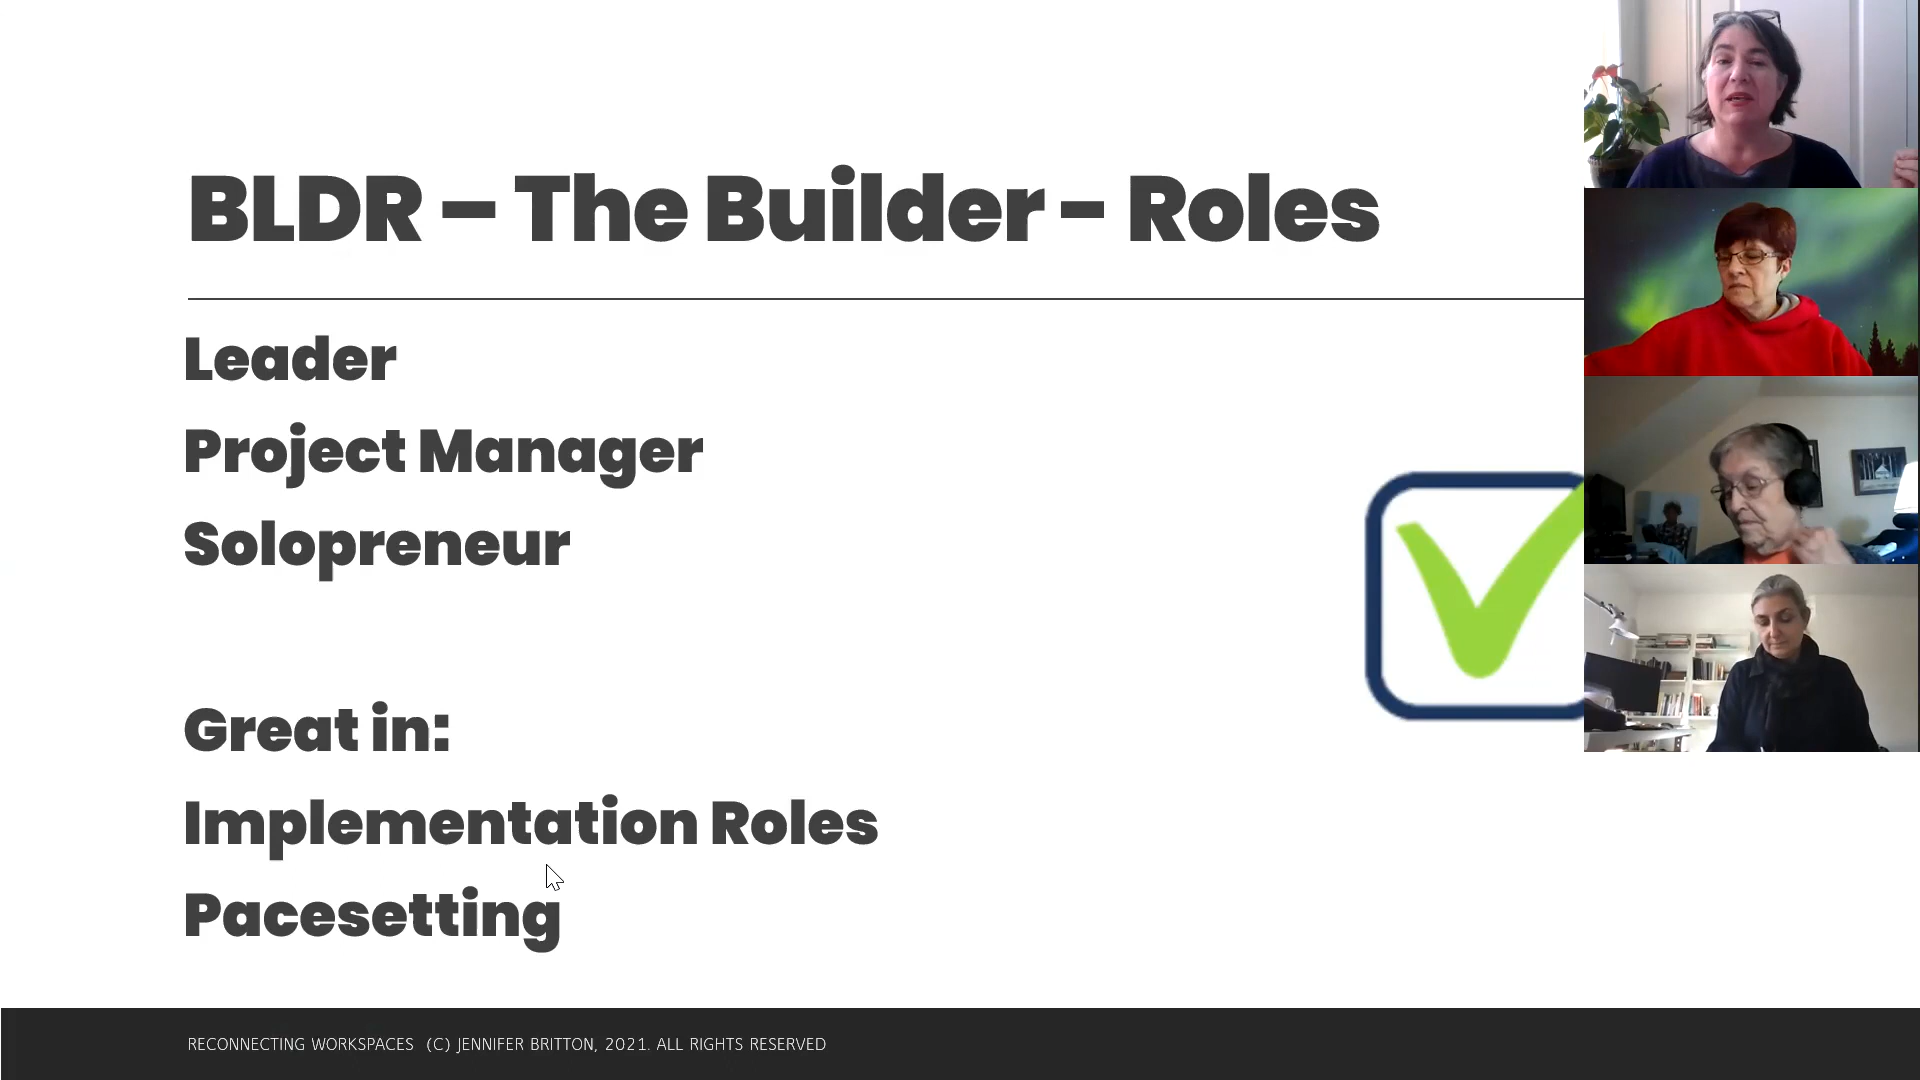 BLDR – The Builder – Roles
Leader
Project Manager
Solopreneur
Great in:
Implementation Roles
Pacesetting
RECONNECTING WORKSPACES (C) JENNIFER BRITTON, 2021. ALL RIGHTS RESERVED